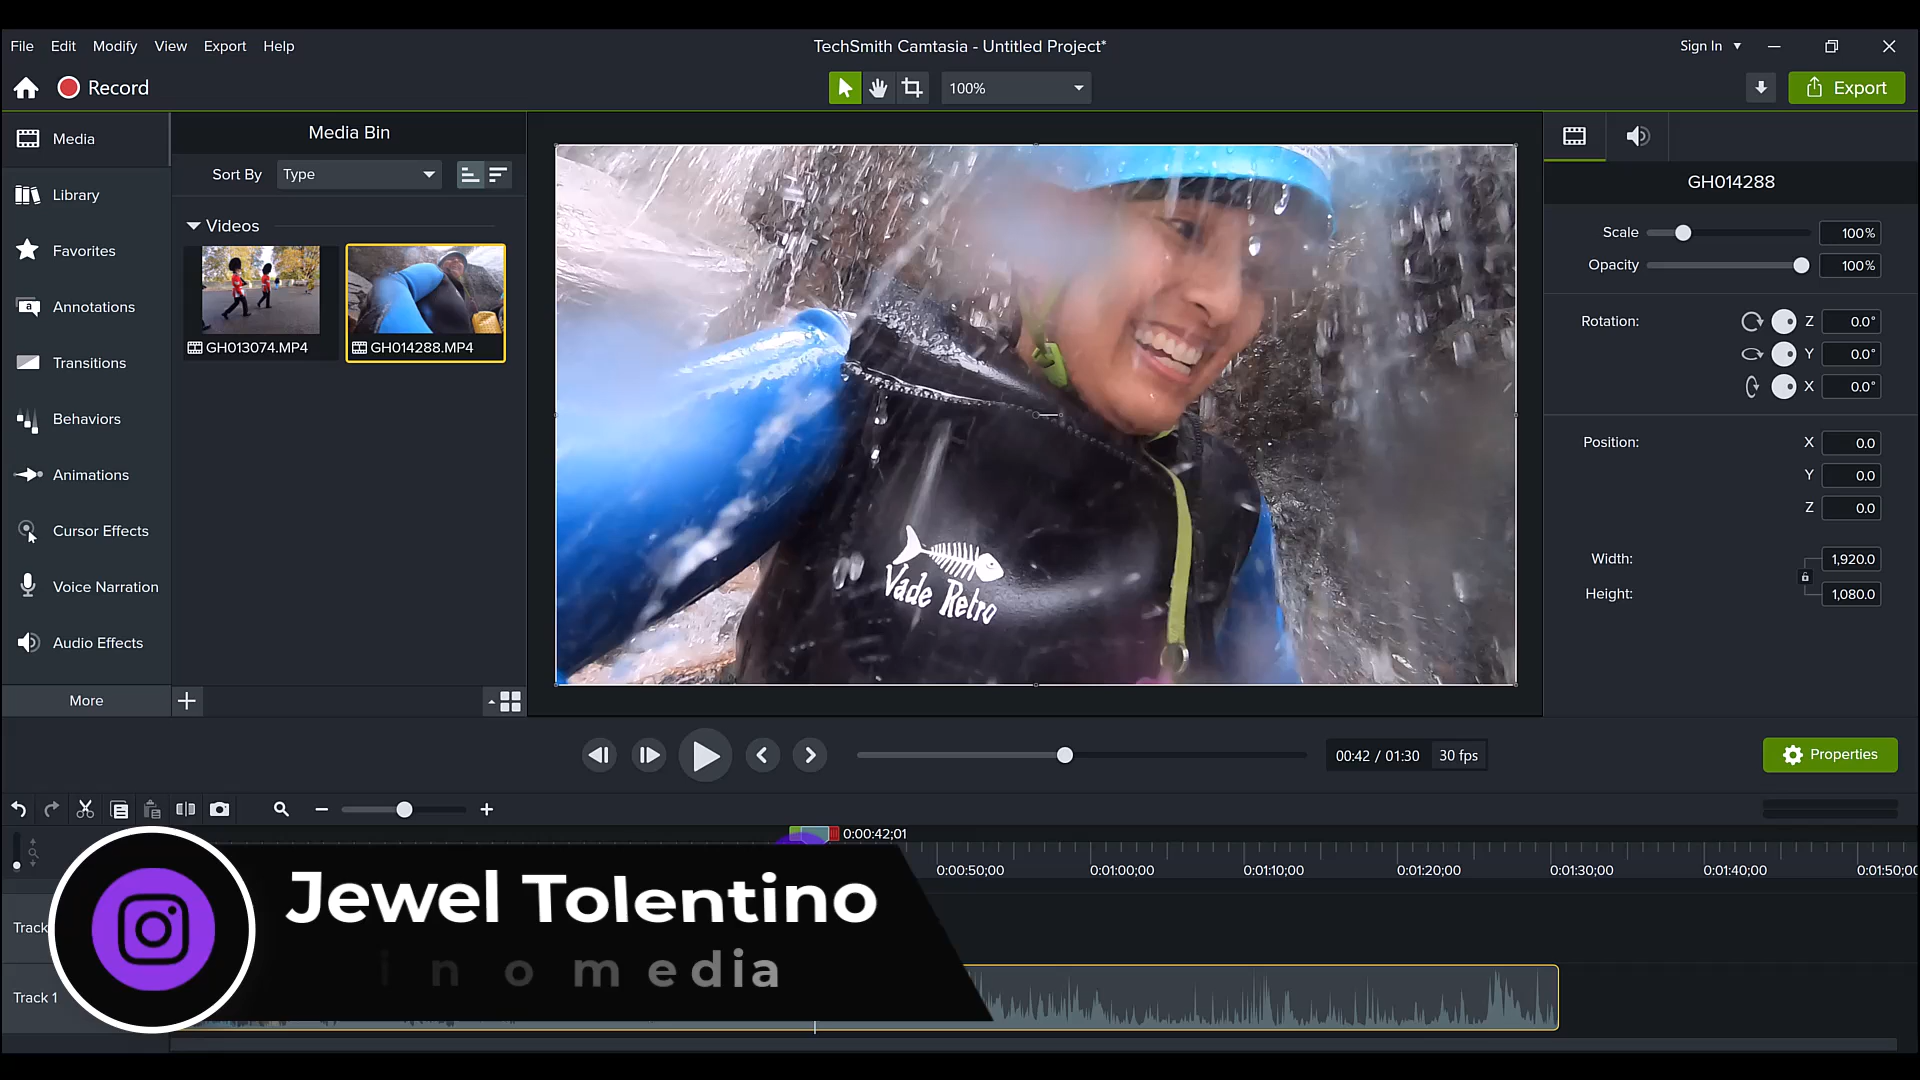 File Edit Modify View Export Help
TechSmith Camtasia - Untitled Project*
Sign In
Record
100%
Export
Media
Library
Favorites
Annotations
a
Transitions
Behaviors
Animations
Cursor Effects
Voice Narration
Audio Effects
More
Media Bin
Sort By Type
Videos
GH013074.MP4 GH014288.MP4
Vade Retro
GH014288
Scale 100%
Opacity 100%
Rotation: Z 0.0°
Y 0.0°
X 0.0°
Position: X 0.0
Y 0.0
Z 0.0
Width: 1,920.0
Height: 1,080.0
00:42 / 01:30 30 fps
Properties
0:00:42;01
0:00:50;00 0:01:00;00 0:01:10;00 0:01:20;00 0:01:30;00 0:01:40;00 0:01:50;00
Track
Track 1
Jewel Tolentino
inomedia